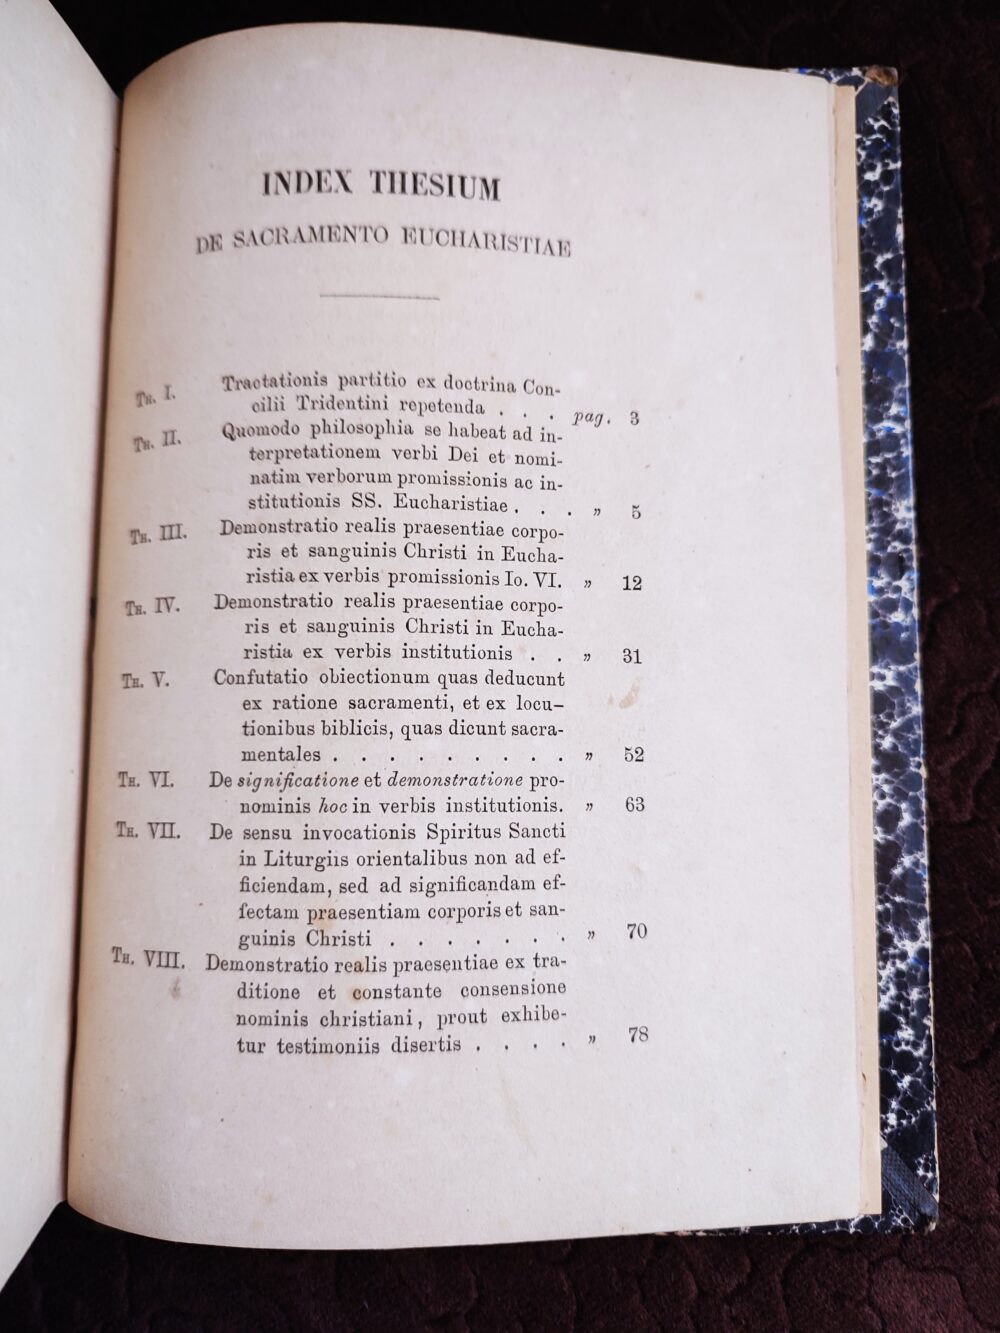 INDEX THESIUM
DE SACRAMENTO EUCHARISTIAE
TH. I. Tractationis partitio ex doctrina Con-
cilii Tridentini repetenda . . . pag. 3
TH. II. Quomodo philosophia se habeat ad in-
terpretationem verbi Dei et nomi-
natim verborum promissionis ac in-
stitutionis SS. Eucharistiae . . . » 5
TH. III. Demonstratio realis praesentiae corpo-
ris et sanguinis Christi in Eucha-
ristia ex verbis promissionis Io. VI. » 12
TH. IV. Demonstratio realis praesentiae corpo-
ris et sanguinis Christi in Eucha-
ristia ex verbis institutionis . . » 31
TH. V. Confutatio obiectionum quas deducunt
ex ratione sacramenti, et ex locu-
tionibus biblicis, quas dicunt sacra-
mentales . . . . . . . . . » 52
TH. VI. De significatione et demonstratione pro-
nominis hoc in verbis institutionis. » 63
TH. VII. De sensu invocationis Spiritus Sancti
in Liturgiis orientalibus non ad ef-
ficiendam, sed ad significandam ef-
fectam praesentiam corporis et san-
guinis Christi . . . . . . . » 70
TH. VIII. Demonstratio realis praesentiae ex tra-
ditione et constante consensione
nominis christiani, prout exhibe-
tur testimoniis disertis . . . . » 78